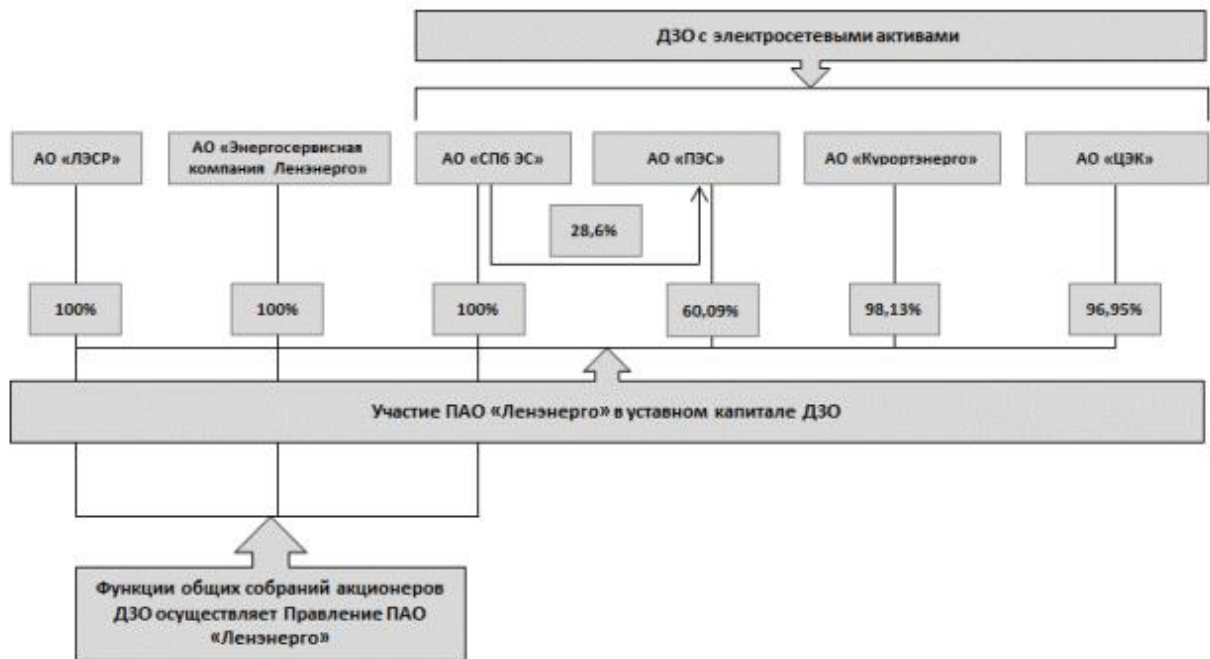 ДЗО с электросетевыми активами
АО «ЛЭСР»
АО «Энергосервисная
компания Ленэнерго»
АО «СПб ЭС»
АО «ПЭС»
АО «Курортэнерго»
АО «ЦЭК»
28,6%
100%
100%
100%
60,09%
98,13%
96,95%
Участие ПАО «Ленэнерго» в уставном капитале ДЗО
Функции общих собраний акционеров
ДЗО осуществляет Правление ПАО
«Ленэнерго»